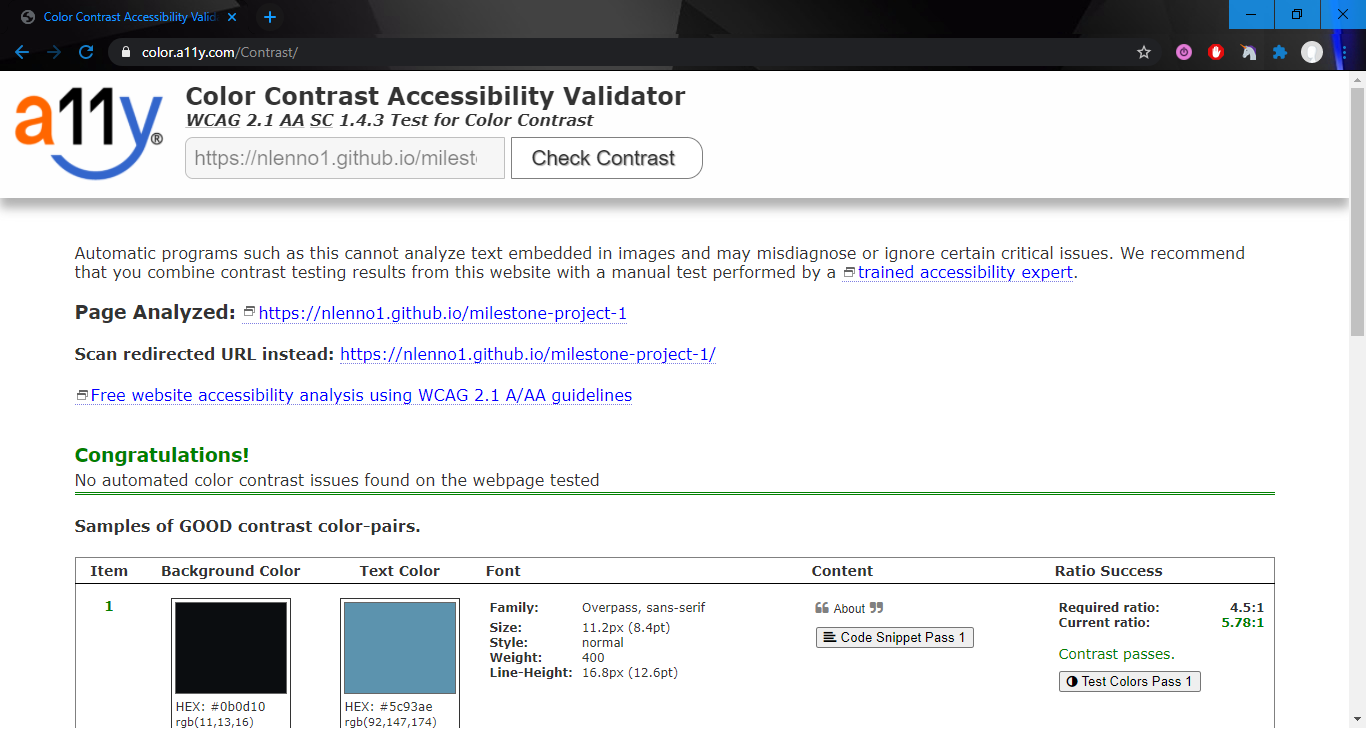 Color Contrast Accessibility Valid
color.a11y.com/Contrast/
a11y®
Color Contrast Accessibility Validator
WCAG 2.1 AA SC 1.4.3 Test for Color Contrast
https://nlenno1.github.io/milest
Check Contrast
Automatic programs such as this cannot analyze text embedded in images and may misdiagnose or ignore certain critical issues. We recommend
that you combine contrast testing results from this website with a manual test performed by a trained accessibility expert.
Page Analyzed: https://nlenno1.github.io/milestone-project-1
Scan redirected URL instead: https://nlenno1.github.io/milestone-project-1/
Free website accessibility analysis using WCAG 2.1 A/AA guidelines
Congratulations!
No automated color contrast issues found on the webpage tested
Samples of GOOD contrast color-pairs.
Item Background Color Text Color Font Content Ratio Success
1
HEX: #0b0d10
rgb(11,13,16)
HEX: #5c93ae
rgb(92,147,174)
Family: Overpass, sans-serif
Size: 11.2px (8.4pt)
Style: normal
Weight: 400
Line-Height: 16.8px (12.6pt)
❝ About ❞
Code Snippet Pass 1
Required ratio: 4.5:1
Current ratio: 5.78:1
Contrast passes.
Test Colors Pass 1